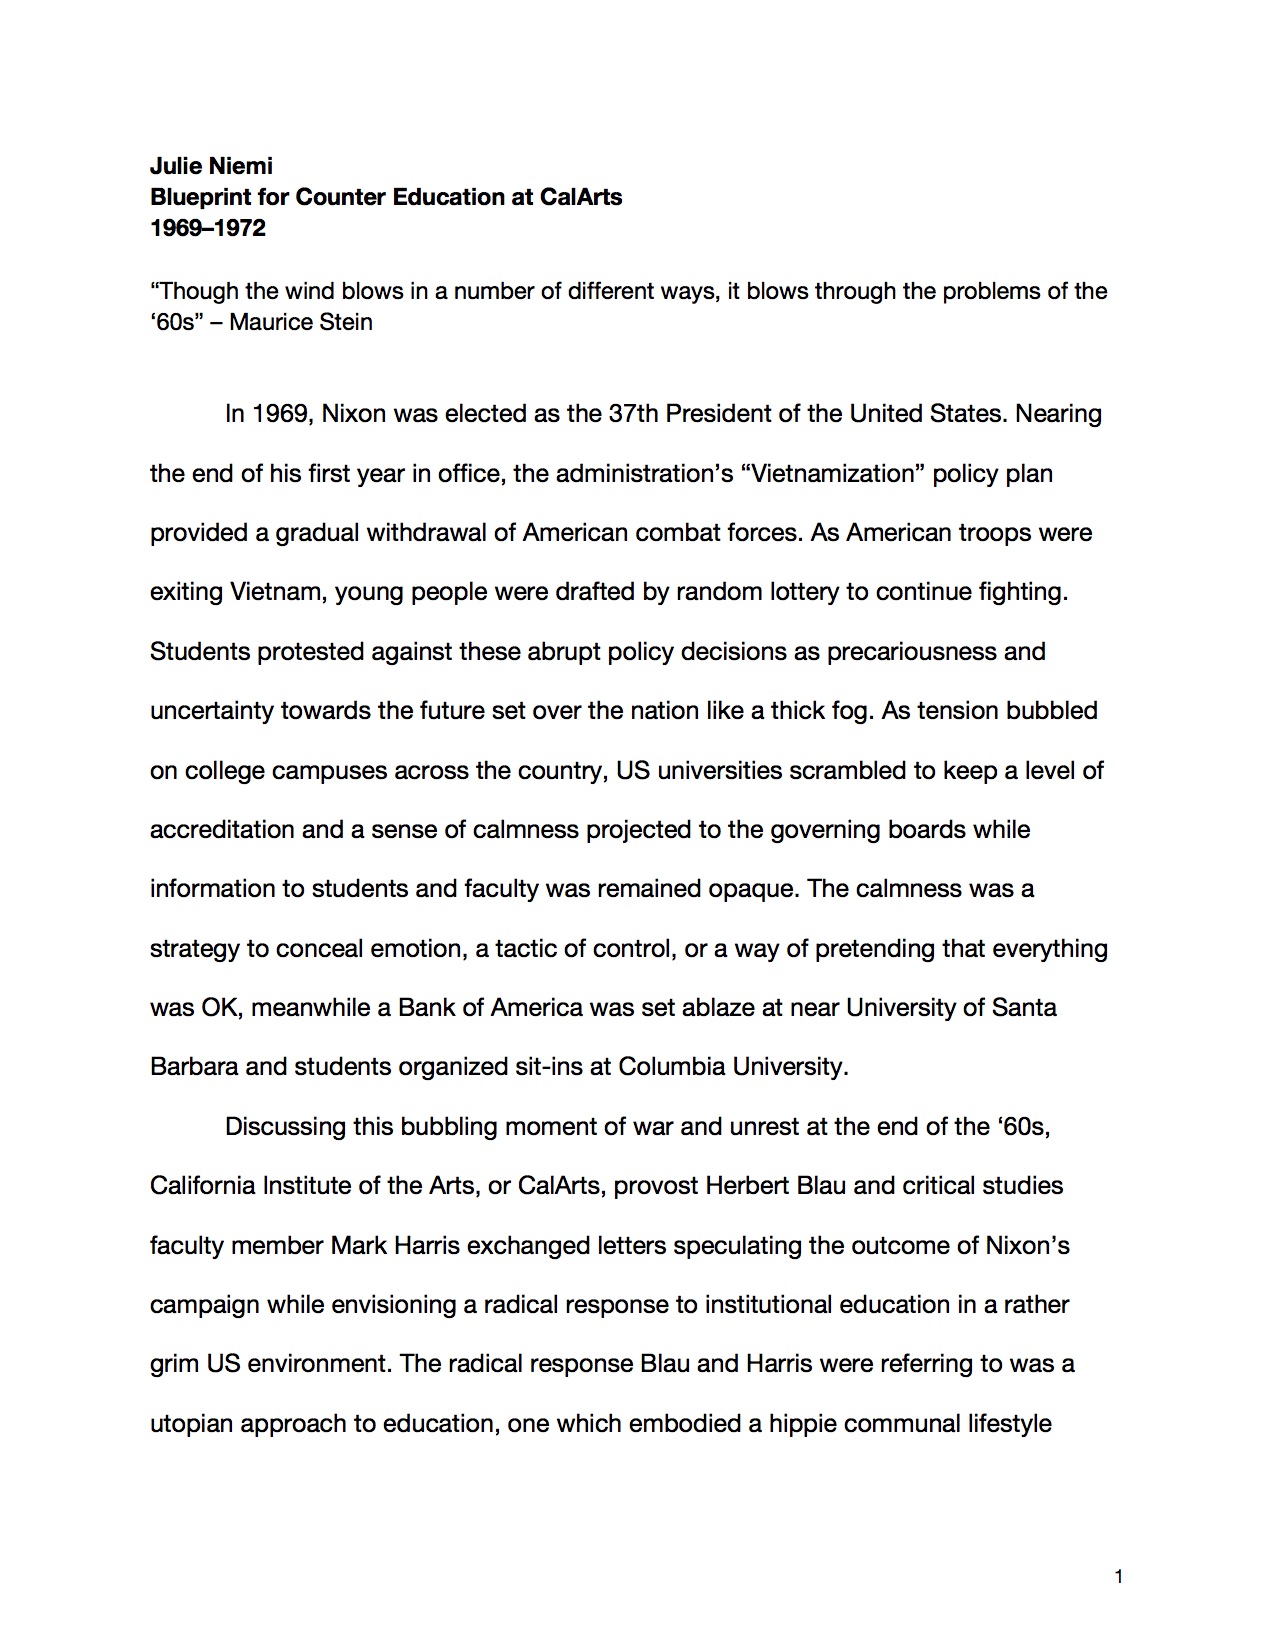 Julie Niemi
Blueprint for Counter Education at CalArts
1969–1972
“Though the wind blows in a number of different ways, it blows through the problems of the
‘60s” – Maurice Stein
In 1969, Nixon was elected as the 37th President of the United States. Nearing
the end of his first year in office, the administration’s “Vietnamization” policy plan
provided a gradual withdrawal of American combat forces. As American troops were
exiting Vietnam, young people were drafted by random lottery to continue fighting.
Students protested against these abrupt policy decisions as precariousness and
uncertainty towards the future set over the nation like a thick fog. As tension bubbled
on college campuses across the country, US universities scrambled to keep a level of
accreditation and a sense of calmness projected to the governing boards while
information to students and faculty was remained opaque. The calmness was a
strategy to conceal emotion, a tactic of control, or a way of pretending that everything
was OK, meanwhile a Bank of America was set ablaze at near University of Santa
Barbara and students organized sit-ins at Columbia University.
Discussing this bubbling moment of war and unrest at the end of the ‘60s,
California Institute of the Arts, or CalArts, provost Herbert Blau and critical studies
faculty member Mark Harris exchanged letters speculating the outcome of Nixon’s
campaign while envisioning a radical response to institutional education in a rather
grim US environment. The radical response Blau and Harris were referring to was a
utopian approach to education, one which embodied a hippie communal lifestyle
1